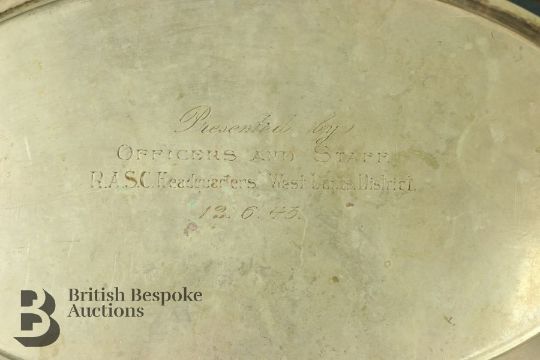 Presented by
OFFICERS AND STAFF
R.A.S.C. Headquarters West Lancs. District.
12. 6. 45.
British Bespoke
Auctions